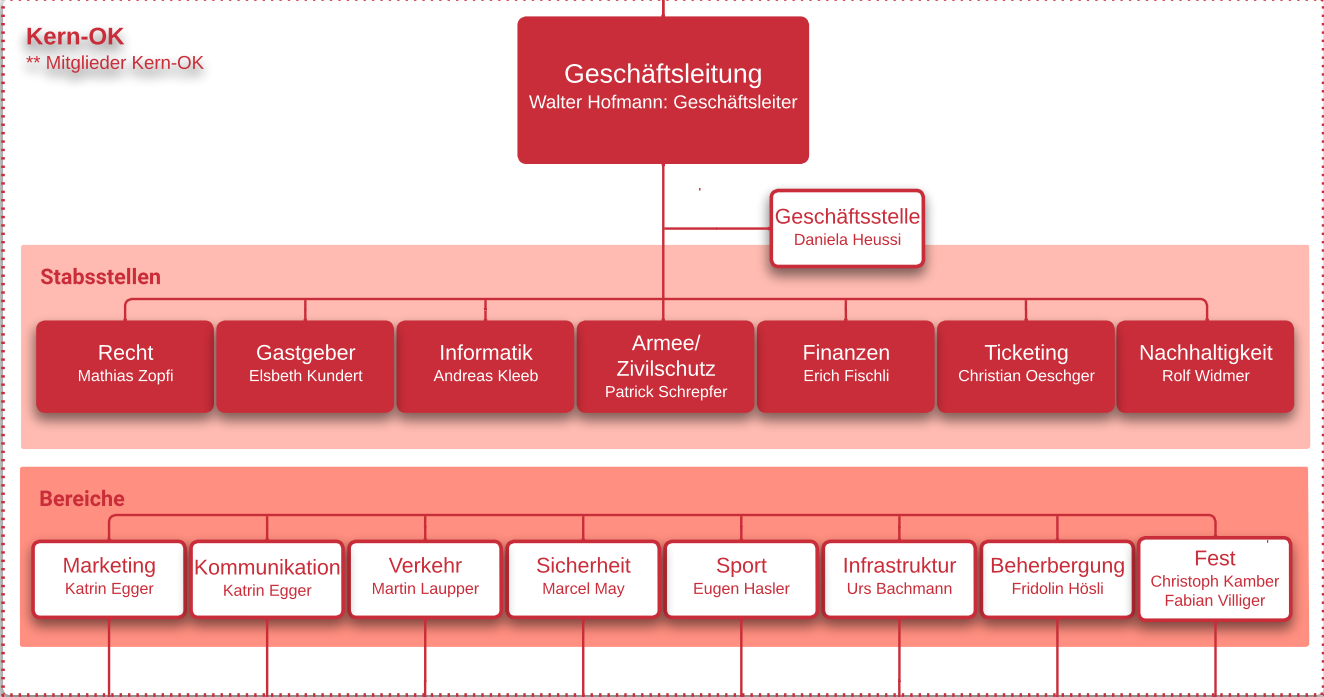 Kern-OK
** Mitglieder Kern-OK
Geschäftsleitung
Walter Hofmann: Geschäftsleiter
Geschäftsstelle
Daniela Heussi
Stabsstellen
Recht
Mathias Zopfi
Gastgeber
Elsbeth Kundert
Informatik
Andreas Kleeb
Armee/
Zivilschutz
Patrick Schrepfer
Finanzen
Erich Fischli
Ticketing
Christian Oeschger
Nachhaltigkeit
Rolf Widmer
Bereiche
Marketing
Katrin Egger
Kommunikation
Katrin Egger
Verkehr
Martin Laupper
Sicherheit
Marcel May
Sport
Eugen Hasler
Infrastruktur
Urs Bachmann
Beherbergung
Fridolin Hösli
Fest
Christoph Kamber
Fabian Villiger